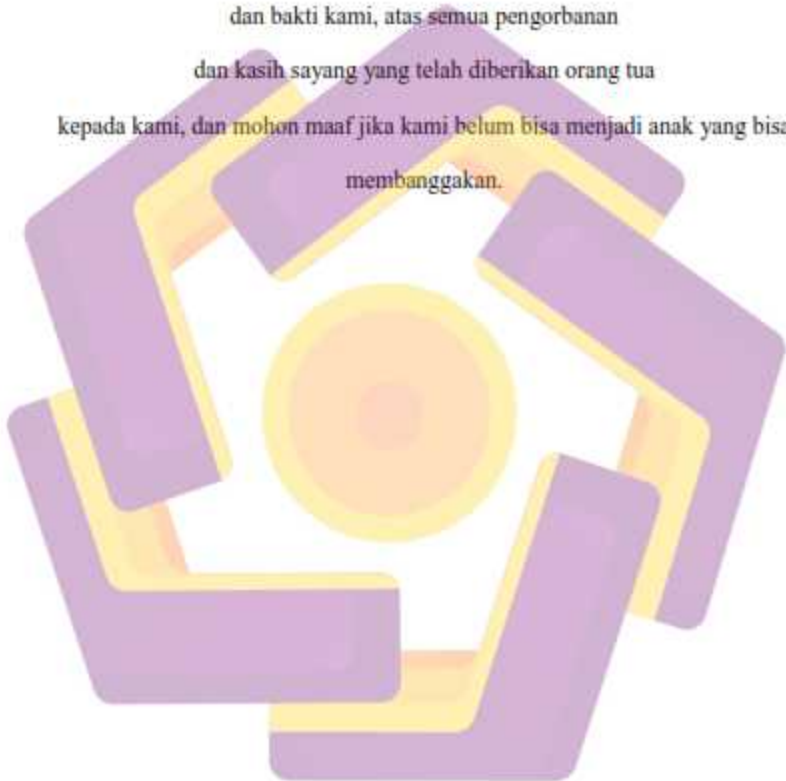 dan bakti kami, atas semua pengorbanan
dan kasih sayang yang telah diberikan orang tua
kepada kami, dan mohon maaf jika kami belum bisa menjadi anak yang bisa
membanggakan.